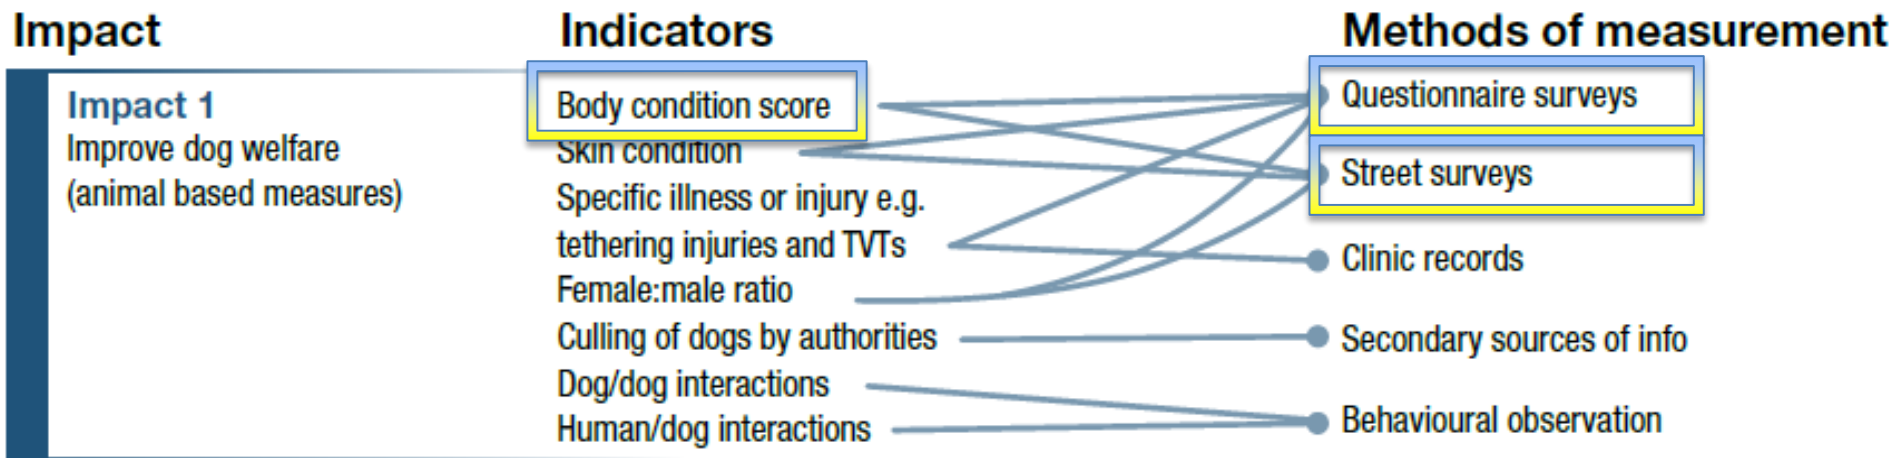 Impact
Indicators
Methods of measurement
Impact 1
Improve dog welfare
(animal based measures)
Body condition score
Skin condition
Specific illness or injury e.g.
tethering injuries and TVTs
Female:male ratio
Culling of dogs by authorities
Dog/dog interactions
Human/dog interactions
Questionnaire surveys
Street surveys
Clinic records
Secondary sources of info
Behavioural observation